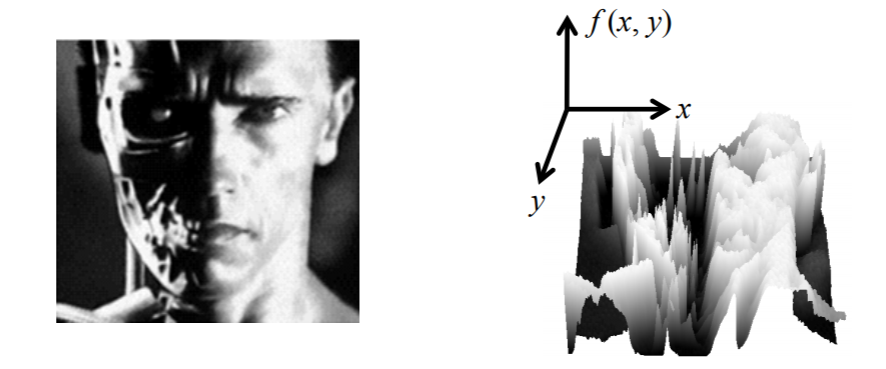 f (x, y)
x
y